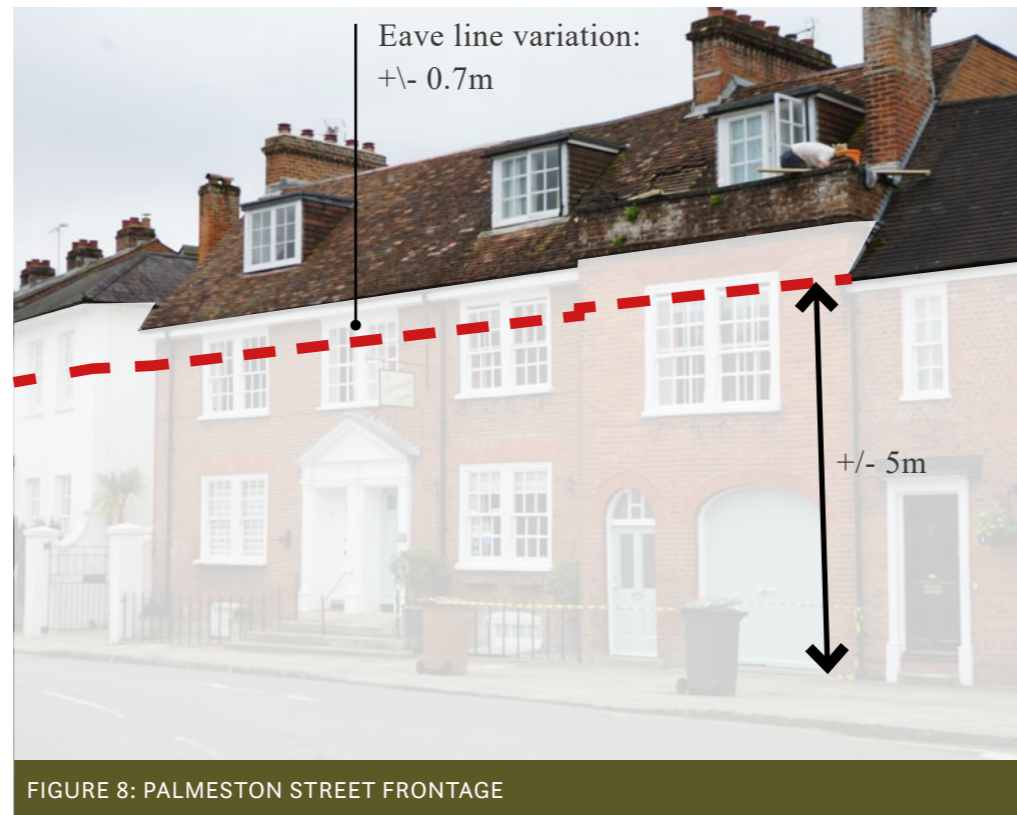 Eave line variation:
+\- 0.7m
+/- 5m
FIGURE 8: PALMESTON STREET FRONTAGE